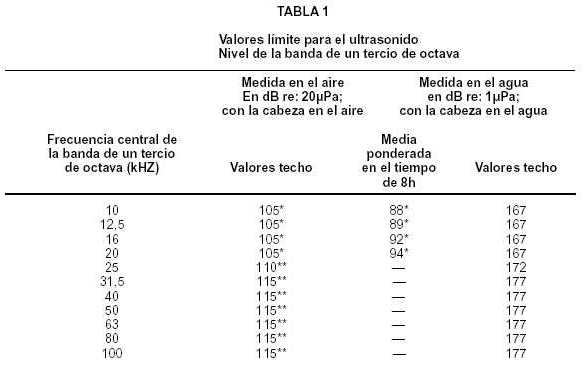 TABLA 1
Valores límite para el ultrasonido
Nivel de la banda de un tercio de octava
Medida en el aire Medida en el agua
En dB re: 20µPa; en dB re: 1µPa;
con la cabeza en el aire con la cabeza en el agua
Frecuencia central de Media
la banda de un tercio ponderada
de octava (kHZ) Valores techo en el tiempo Valores techo
de 8h
10 105* 88* 167
12,5 105* 89* 167
16 105* 92* 167
20 105* 94* 167
25 110** — 172
31,5 115** — 177
40 115** — 177
50 115** — 177
63 115** — 177
80 115** — 177
100 115** — 177